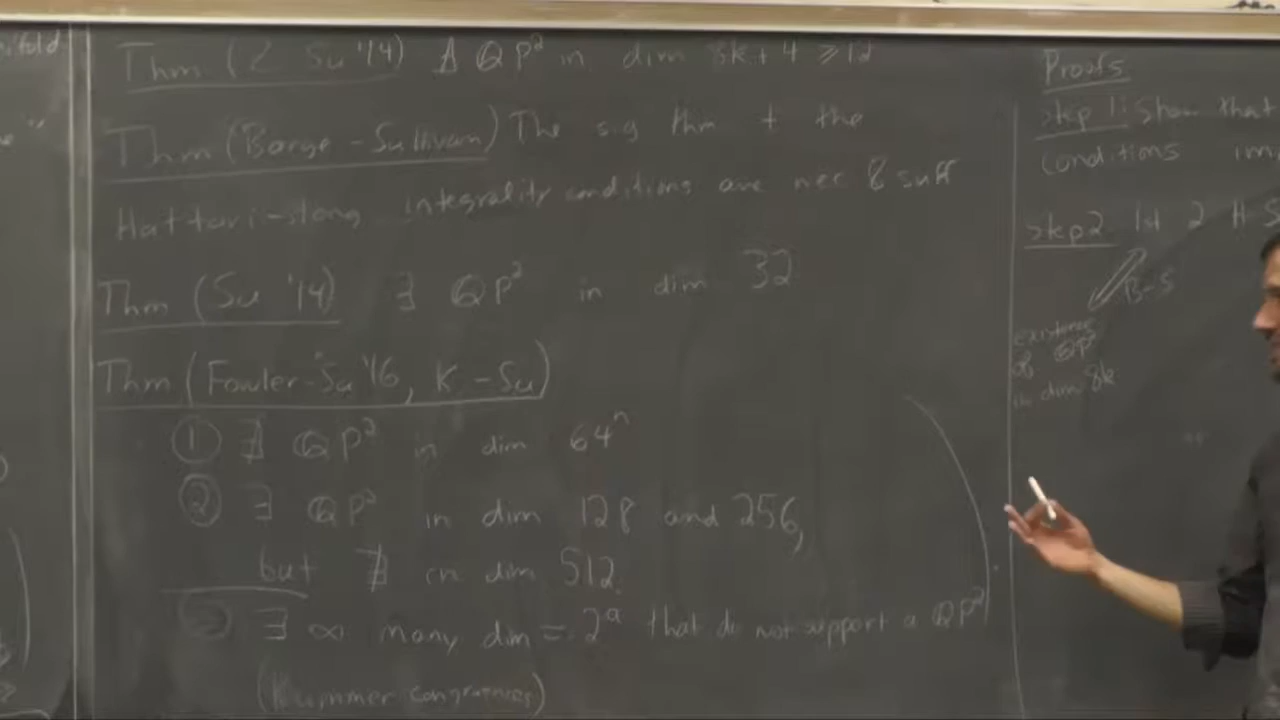 Thm (Z Su '14) ∄ QP² in dim 8k+4 ≥ 12
Thm (Barge-Sullivan) The sig thm + the
Hattori-Stong integrality conditions are nec & suff
Thm (Su '14) ∃ QP² in dim 32
Thm (Fowler-Su '16, K-Su)
① ∄ QP² in dim 64ⁿ
② ∃ QP² in dim 128 and 256,
but ∄ in dim 512.
③ ∃ ∞ many dim = 2ᵃ that do not support a QP²
(Kummer congruences)
Proofs
Step 1: Show that
conditions
Step 2
B-S
existence
of QP²
in dim 8k